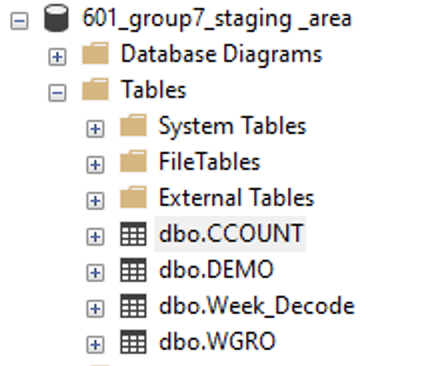 601_group7_staging _area
Database Diagrams
Tables
System Tables
FileTables
External Tables
dbo.CCOUNT
dbo.DEMO
dbo.Week_Decode
dbo.WGRO